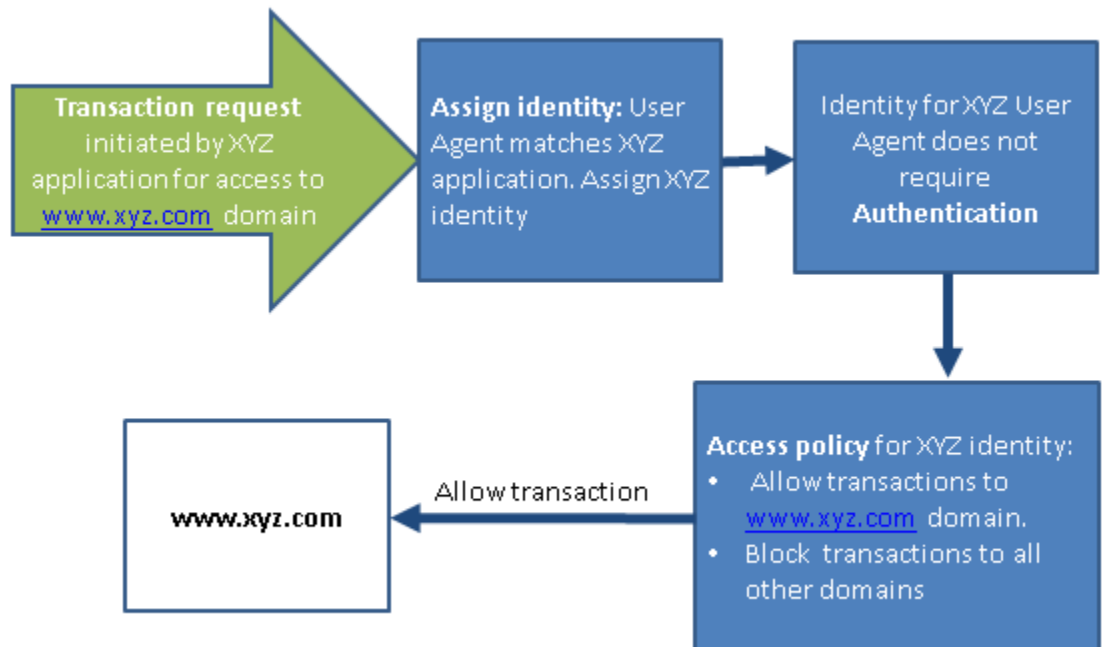 Transaction request
initiated by XYZ
application for access to
www.xyz.com domain
Assign identity: User
Agent matches XYZ
application. Assign XYZ
identity
Identity for XYZ User
Agent does not
require
Authentication
Access policy for XYZ identity:
• Allow transactions to
www.xyz.com domain.
• Block transactions to all
other domains
Allow transaction
www.xyz.com